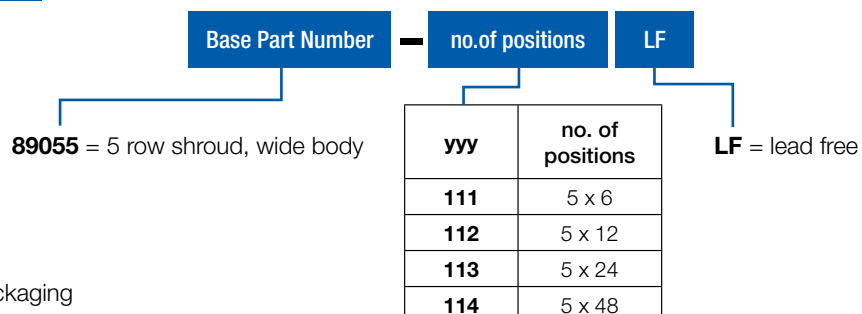 Base Part Number – no.of positions LF
89055 = 5 row shroud, wide body
yyy no. of positions
111 5 x 6
112 5 x 12
113 5 x 24
114 5 x 48
LF = lead free
ckaging